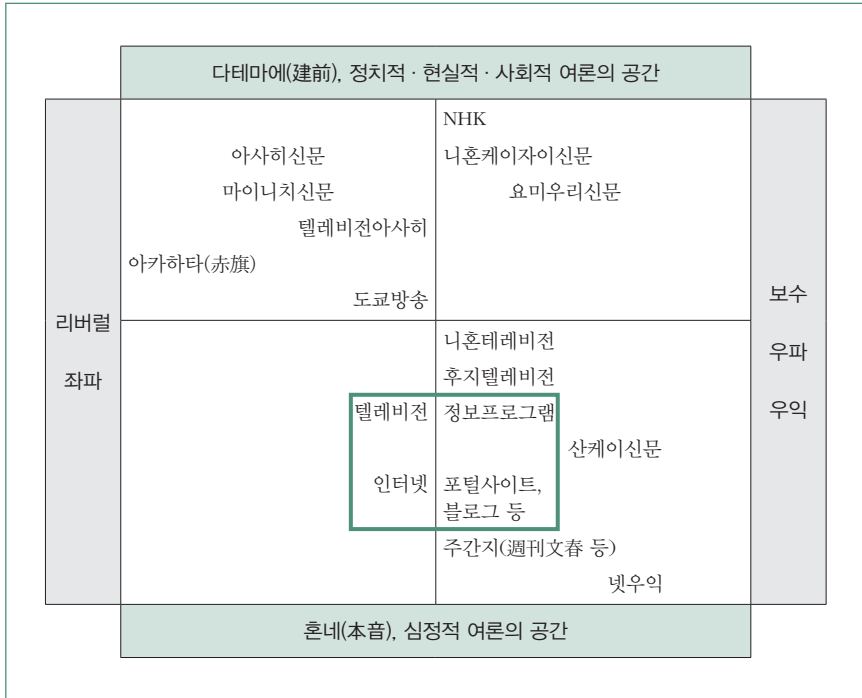 다테마에(建前), 정치적 · 현실적 · 사회적 여론의 공간
리버럴
좌파
아사히신문
마이니치신문
텔레비전아사히
아카하타(赤旗)
도쿄방송
NHK
니혼케이자이신문
요미우리신문
보수
우파
우익
니혼테레비전
후지텔레비전
텔레비전 정보프로그램
산케이신문
인터넷 포털사이트,
블로그 등
주간지(週刊文春 등)
넷우익
혼네(本音), 심정적 여론의 공간